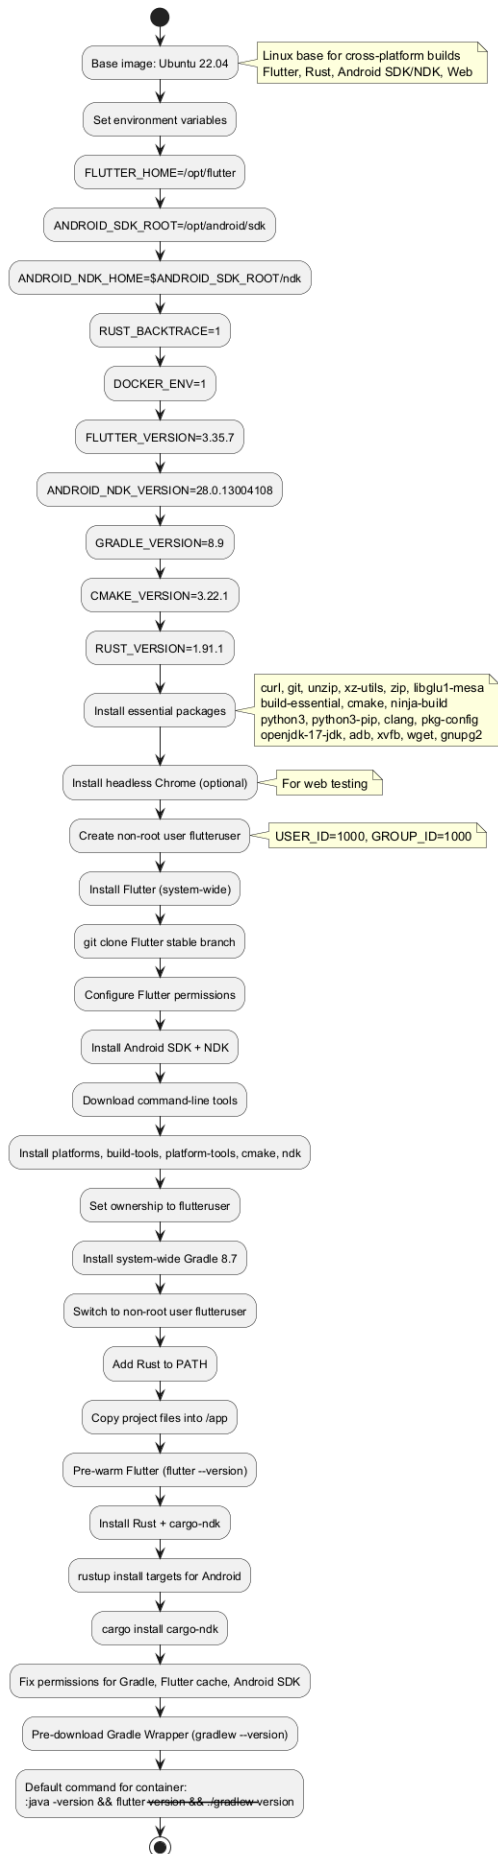 Base image: Ubuntu 22.04
Linux base for cross-platform builds
Flutter, Rust, Android SDK/NDK, Web
Set environment variables
FLUTTER_HOME=/opt/flutter
ANDROID_SDK_ROOT=/opt/android/sdk
ANDROID_NDK_HOME=$ANDROID_SDK_ROOT/ndk
RUST_BACKTRACE=1
DOCKER_ENV=1
FLUTTER_VERSION=3.35.7
ANDROID_NDK_VERSION=28.0.13004108
GRADLE_VERSION=8.9
CMAKE_VERSION=3.22.1
RUST_VERSION=1.91.1
Install essential packages
curl, git, unzip, xz-utils, zip, libglu1-mesa
build-essential, cmake, ninja-build
python3, python3-pip, clang, pkg-config
openjdk-17-jdk, adb, xvfb, wget, gnupg2
Install headless Chrome (optional)
For web testing
Create non-root user flutteruser
USER_ID=1000, GROUP_ID=1000
Install Flutter (system-wide)
git clone Flutter stable branch
Configure Flutter permissions
Install Android SDK + NDK
Download command-line tools
Install platforms, build-tools, platform-tools, cmake, ndk
Set ownership to flutteruser
Install system-wide Gradle 8.7
Switch to non-root user flutteruser
Add Rust to PATH
Copy project files into /app
Pre-warm Flutter (flutter --version)
Install Rust + cargo-ndk
rustup install targets for Android
cargo install cargo-ndk
Fix permissions for Gradle, Flutter cache, Android SDK
Pre-download Gradle Wrapper (gradlew --version)
Default command for container:
:java -version && flutter version && ./gradlew version